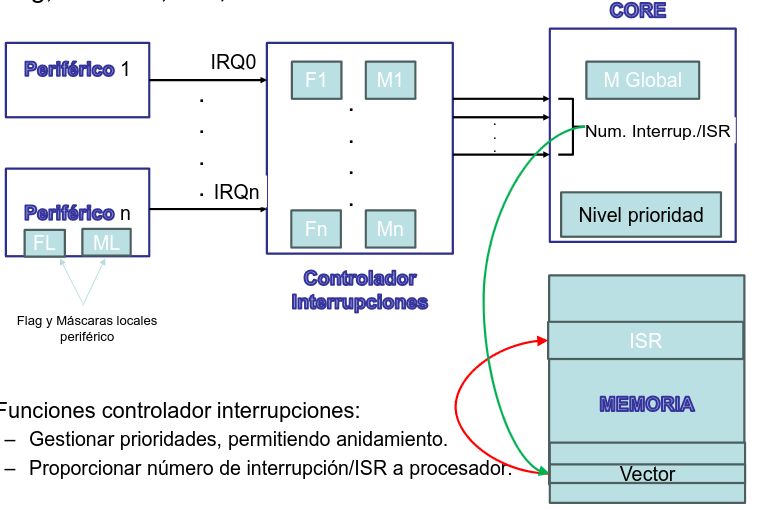 CORE
Periférico 1
IRQ0
F1
M1
M Global
Num. Interrup./ISR
Periférico n
IRQn
FL
ML
Fn
Mn
Nivel prioridad
Controlador
Interrupciones
Flag y Máscaras locales
periférico
ISR
MEMORIA
Funciones controlador interrupciones:
– Gestionar prioridades, permitiendo anidamiento.
– Proporcionar número de interrupción/ISR a procesador.
Vector